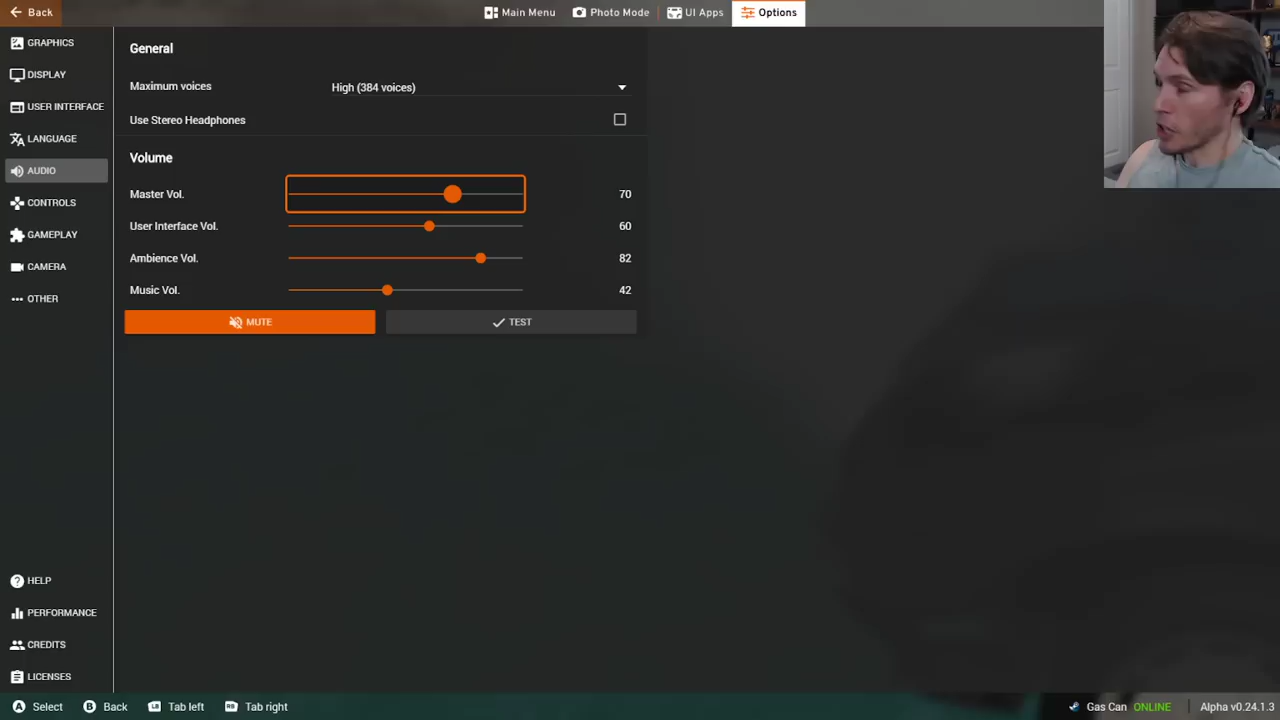 Back
Main Menu
Photo Mode
UI Apps
Options
GRAPHICS
DISPLAY
USER INTERFACE
LANGUAGE
AUDIO
CONTROLS
GAMEPLAY
CAMERA
OTHER
HELP
PERFORMANCE
CREDITS
LICENSES
General
Maximum voices High (384 voices)
Use Stereo Headphones
Volume
Master Vol. 70
User Interface Vol. 60
Ambience Vol. 82
Music Vol. 42
MUTE TEST
A Select B Back LB Tab left RB Tab right
Gas Can ONLINE Alpha v0.24.1.3